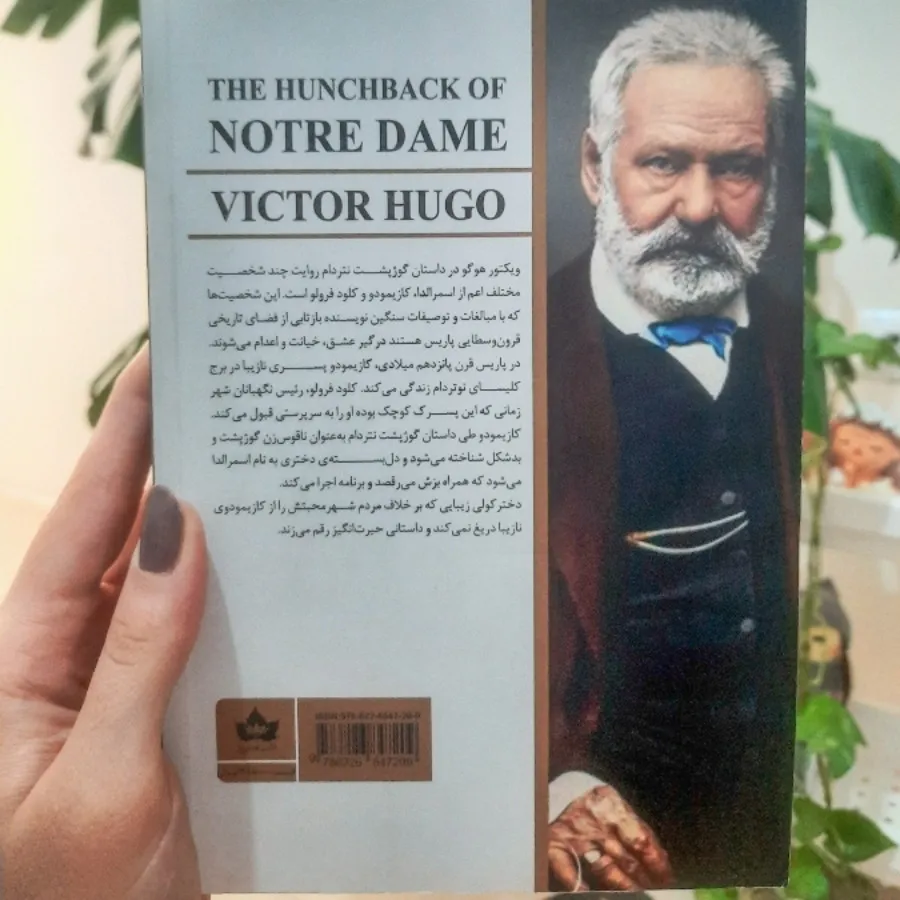 THE HUNCHBACK OF
NOTRE DAME
VICTOR HUGO
ویکتور هوگو در داستان گوژپشت نتردام روایت چند شخصیت
مختلف اعم از اسمرالدا، کازیمودو و کلود فرولو است. این شخصیت‌ها
که با مبالغات و توصیفات سنگین نویسنده بازتابی از فضای تاریخی
قرون‌وسطایی پاریس هستند درگیر عشق، خیانت و اعدام می‌شوند.
در پاریس قرن پانزدهم میلادی، کازیمودو پسری نازیبا در برج
کلیسای نوتردام زندگی می‌کند. کلود فرولو، رئیس نگهبانان شهر
زمانی که این پسرک کوچک بوده او را به سرپرستی قبول می‌کند.
کازیمودو طی داستان گوژپشت نتردام به‌عنوان ناقوس‌زن گوژپشت و
بدشکل شناخته می‌شود و دل‌بسته‌ی دختری به نام اسمرالدا
می‌شود که همراه بزش می‌رقصد و برنامه اجرا می‌کند.
دختر کولی زیبایی که بر خلاف مردم شهر محبتش را از کازیمودوی
نازیبا دریغ نمی‌کند و داستانی حیرت‌انگیز رقم می‌زند.